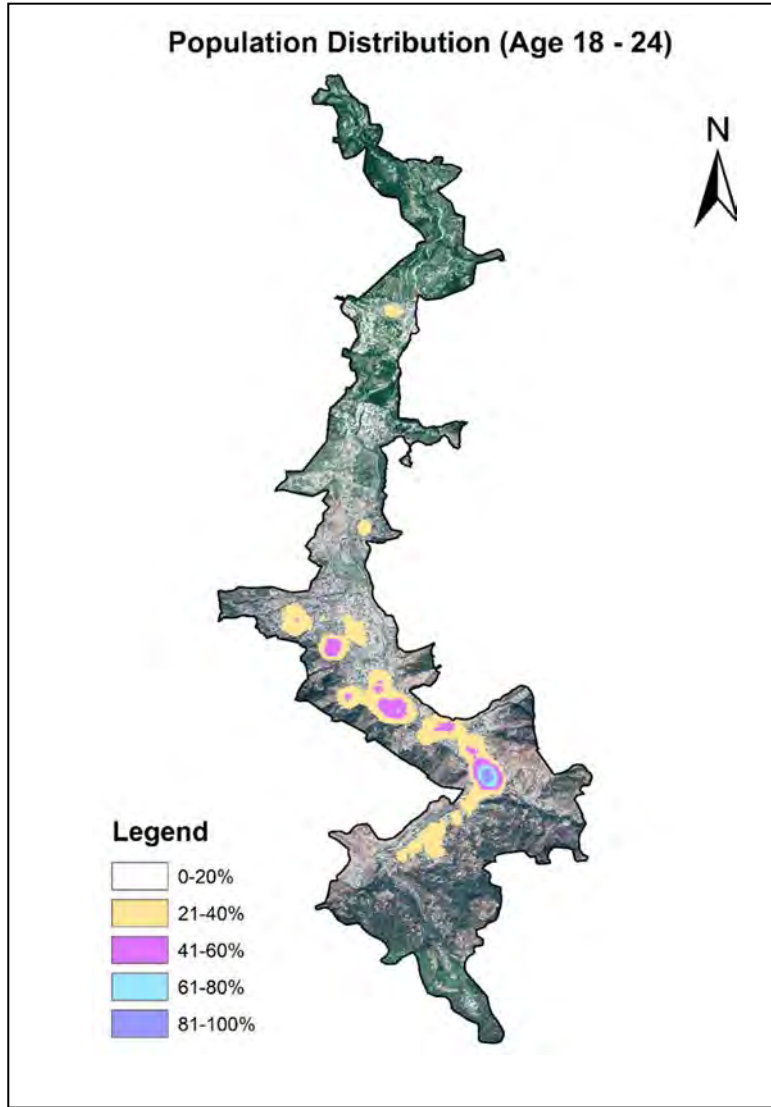 Population Distribution (Age 18 - 24)
N
Legend
0-20%
21-40%
41-60%
61-80%
81-100%